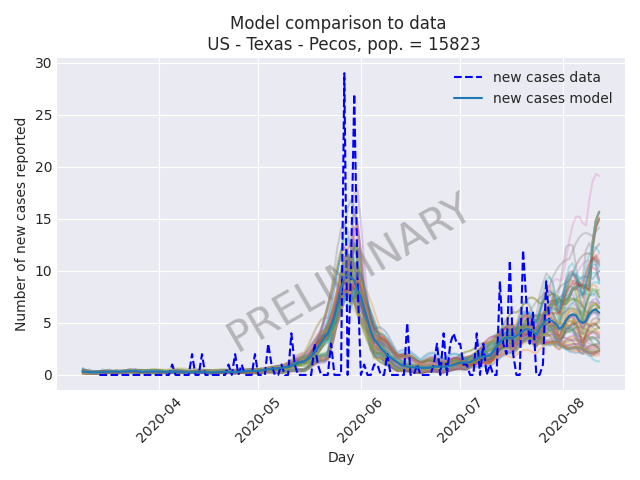 Model comparison to data
US - Texas - Pecos, pop. = 15823
30
25
20
15
10
5
0
Number of new cases reported
new cases data
new cases model
PRELIMINARY
2020-04
2020-05
2020-06
2020-07
2020-08
Day